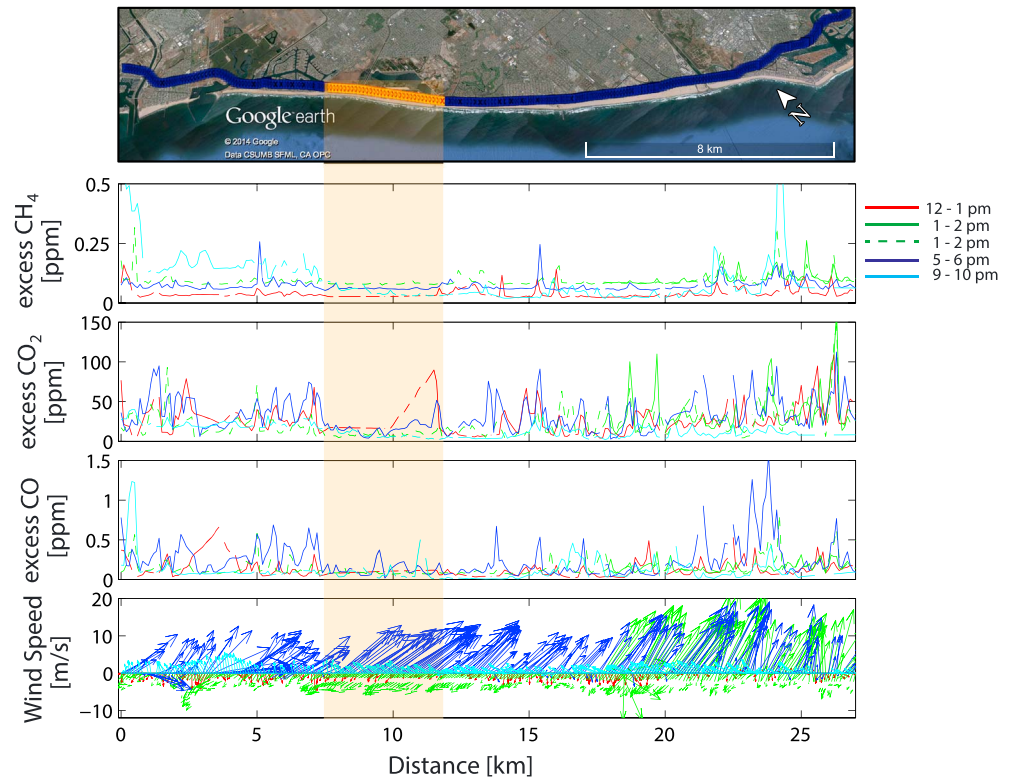 Google earth
© 2014 Google
Data CSUMB SFML, CA OPC
N
8 km
excess CH4
[ppm]
0.5
0.25
0
12 - 1 pm
1 - 2 pm
1 - 2 pm
5 - 6 pm
9 - 10 pm
excess CO2
[ppm]
150
100
50
0
excess CO
[ppm]
1.5
1
0.5
0
Wind Speed
[m/s]
20
10
0
−10
0 5 10 15 20 25
Distance [km]